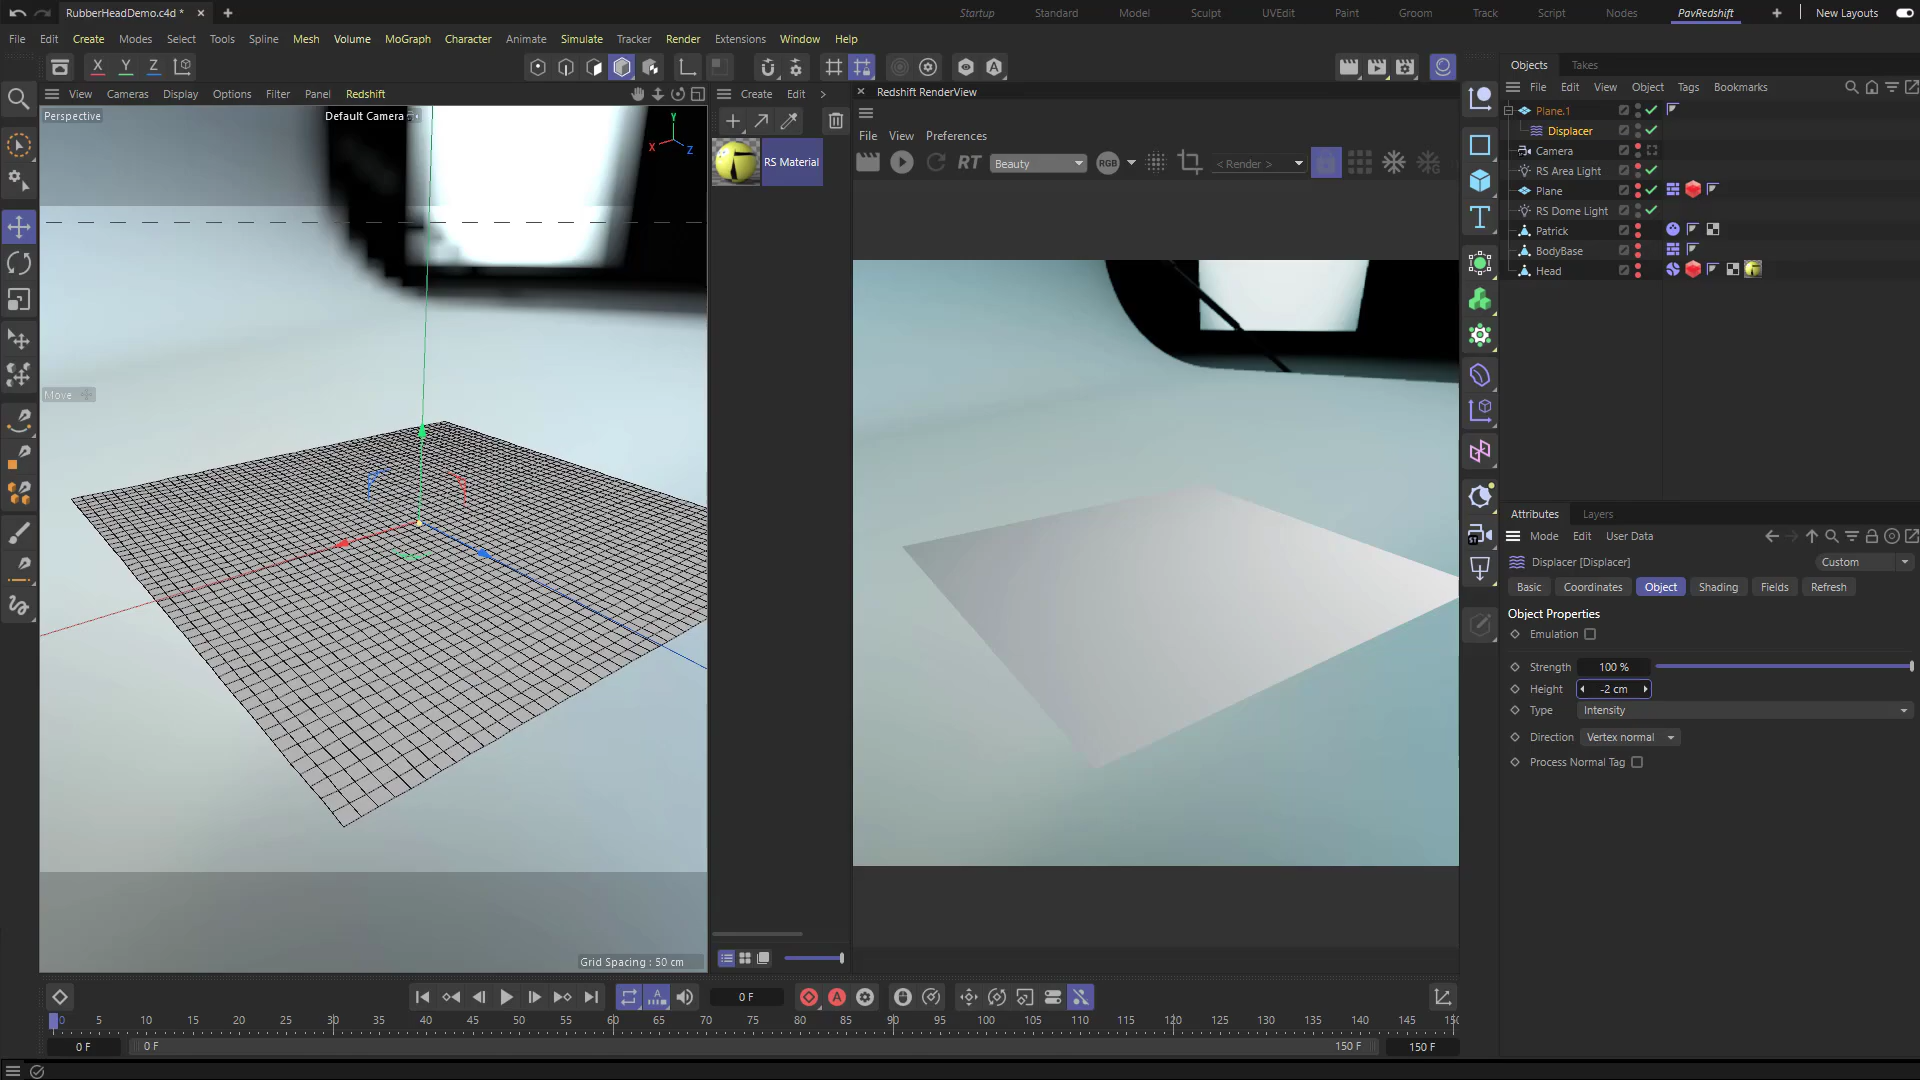 RubberHeadDemo.c4d *
Startup
Standard
Model
Sculpt
UVEdit
Paint
Groom
Track
Script
Nodes
PavRedshift
New Layouts
File Edit Create Modes Select Tools Spline Mesh Volume MoGraph Character Animate Simulate Tracker Render Extensions Window Help
X Y Z
View Cameras Display Options Filter Panel Redshift
Perspective
Default Camera
Y
X
Z
Move
Grid Spacing : 50 cm
Create Edit
RS Material
Redshift RenderView
File View Preferences
RT
Beauty
RGB
< Render >
Objects Takes
File Edit View Object Tags Bookmarks
Plane.1
Displacer
Camera
RS Area Light
Plane
RS Dome Light
Patrick
BodyBase
Head
Attributes Layers
Mode Edit User Data
Displacer [Displacer]
Custom
Basic Coordinates Object Shading Fields Refresh
Object Properties
Emulation
Strength 100 %
Height -2 cm
Type Intensity
Direction Vertex normal
Process Normal Tag
0 F
0 5 10 15 20 25 30 35 40 45 50 55 60 65 70 75 80 85 90 95 100 105 110 115 120 125 130 135 140 145 150
0 F 0 F 150 F 150 F